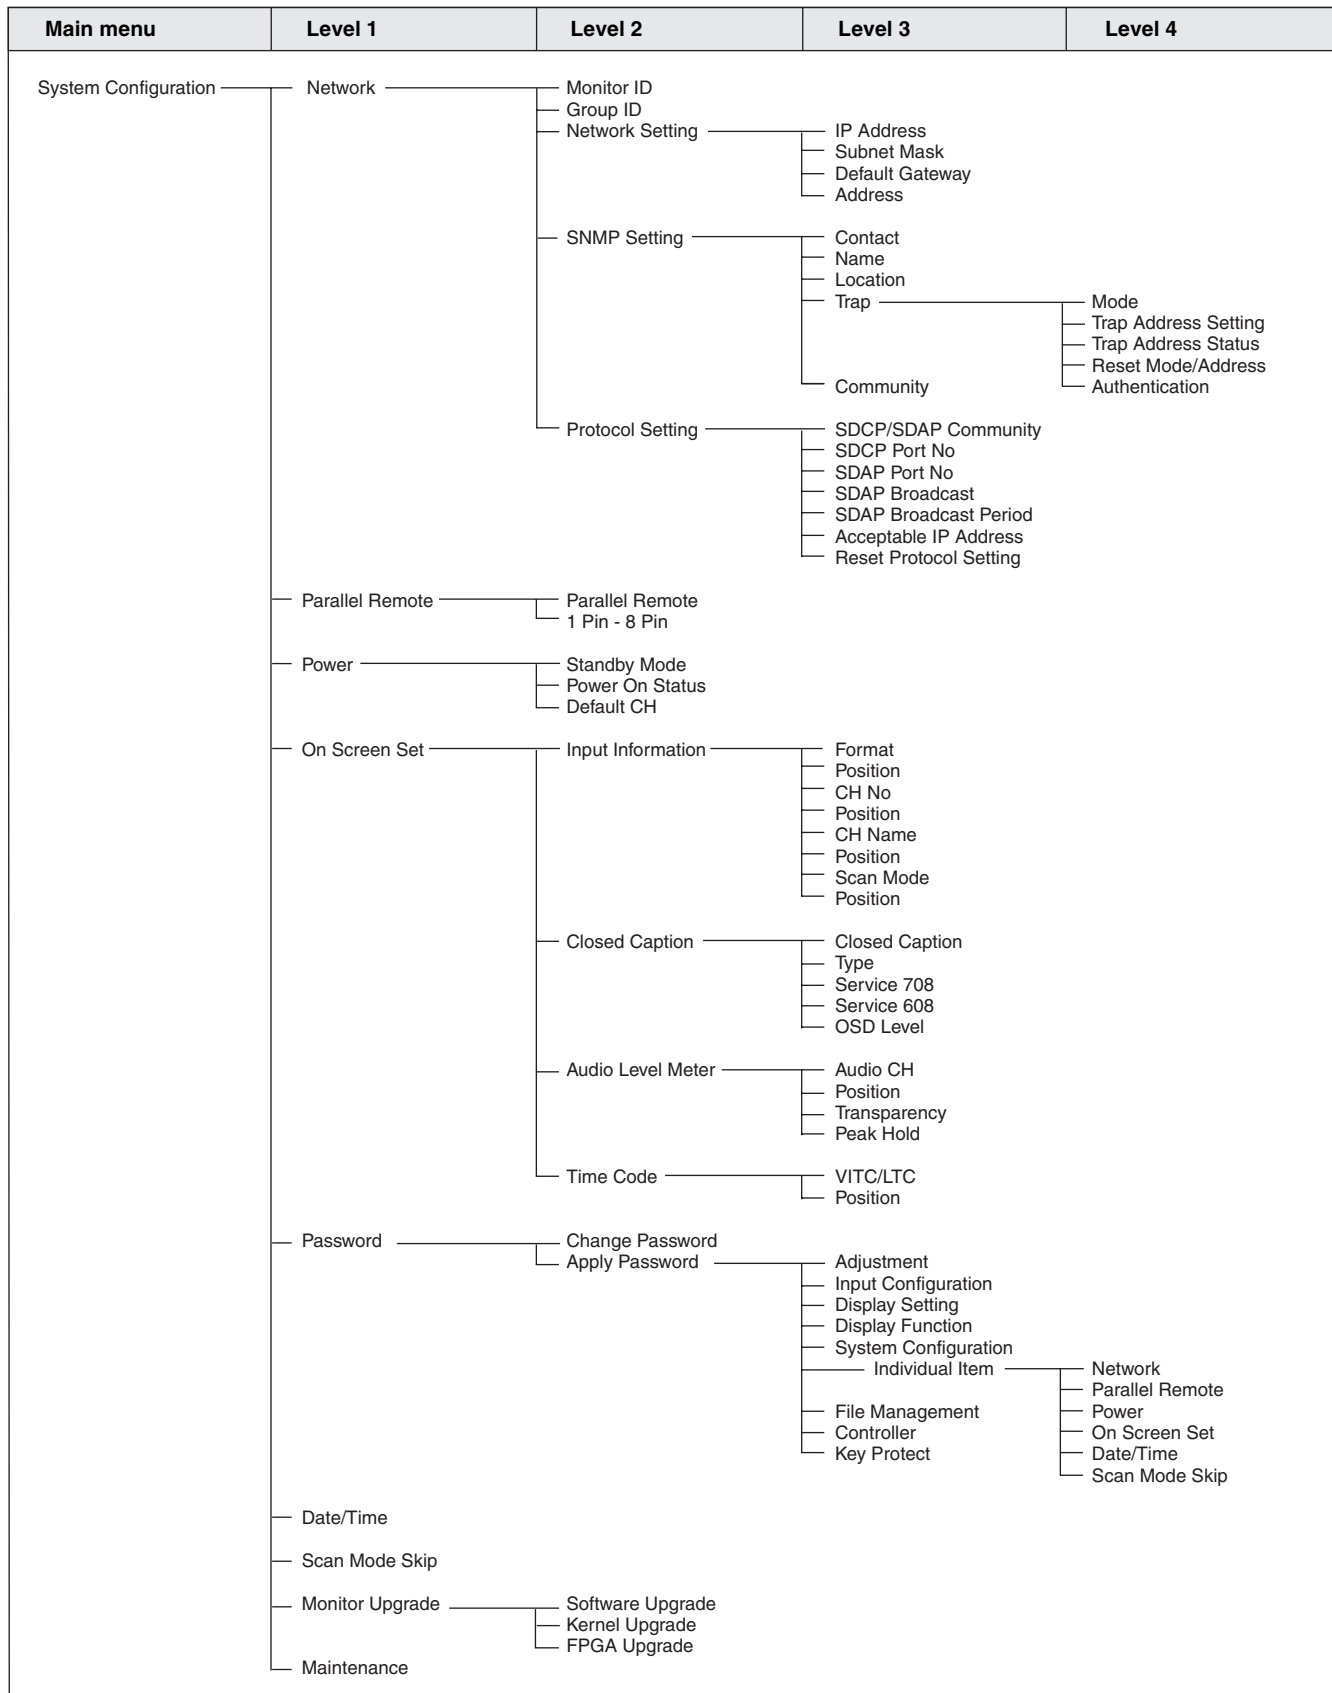 Main menu Level 1 Level 2 Level 3 Level 4
System Configuration Network Monitor ID
Group ID
Network Setting IP Address
Subnet Mask
Default Gateway
Address
SNMP Setting Contact
Name
Location
Trap Mode
Trap Address Setting
Trap Address Status
Reset Mode/Address
Community Authentication
Protocol Setting SDCP/SDAP Community
SDCP Port No
SDAP Port No
SDAP Broadcast
SDAP Broadcast Period
Acceptable IP Address
Reset Protocol Setting
Parallel Remote Parallel Remote
1 Pin - 8 Pin
Power Standby Mode
Power On Status
Default CH
On Screen Set Input Information Format
Position
CH No
Position
CH Name
Position
Scan Mode
Position
Closed Caption Closed Caption
Type
Service 708
Service 608
OSD Level
Audio Level Meter Audio CH
Position
Transparency
Peak Hold
Time Code VITC/LTC
Position
Password Change Password
Apply Password Adjustment
Input Configuration
Display Setting
Display Function
System Configuration
Individual Item Network
Parallel Remote
File Management Power
Controller On Screen Set
Key Protect Date/Time
Scan Mode Skip
Date/Time
Scan Mode Skip
Monitor Upgrade Software Upgrade
Kernel Upgrade
FPGA Upgrade
Maintenance